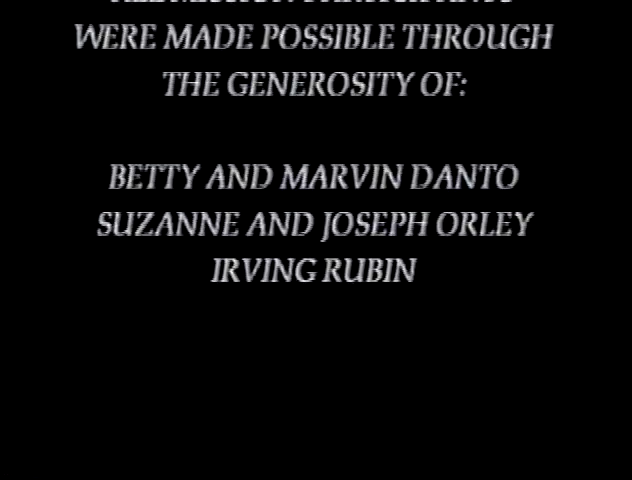 WERE MADE POSSIBLE THROUGH
THE GENEROSITY OF:
BETTY AND MARVIN DANTO
SUZANNE AND JOSEPH ORLEY
IRVING RUBIN